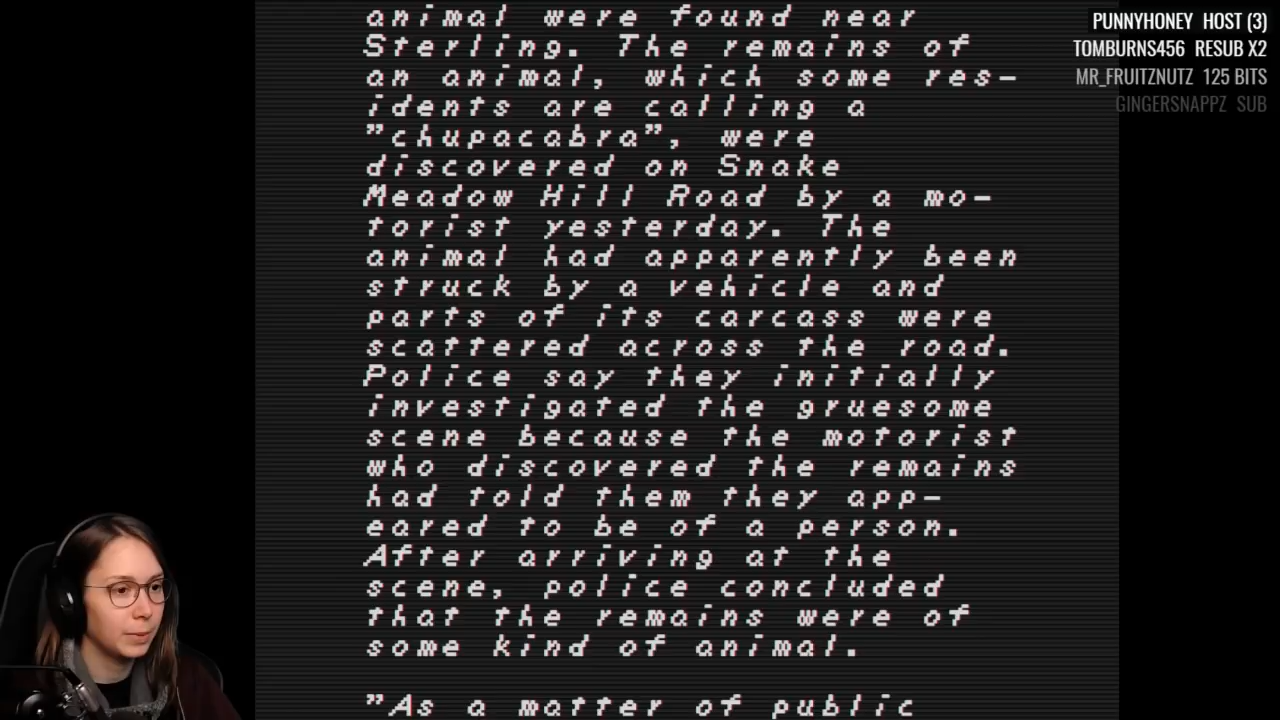 animal were found near
Sterling. The remains of
an animal, which some res-
idents are calling a
"chupacabra", were
discovered on Snake
Meadow Hill Road by a mo-
torist yesterday. The
animal had apparently been
struck by a vehicle and
parts of its carcass were
scattered across the road.
Police say they initially
investigated the gruesome
scene because the motorist
who discovered the remains
had told them they app-
eared to be of a person.
After arriving at the
scene, police concluded
that the remains were of
some kind of animal.
"As a matter of public
PUNNYHONEY HOST (3)
TOMBURNS456 RESUB X2
MR_FRUITZNUTZ 125 BITS
GINGERSNAPPZ SUB